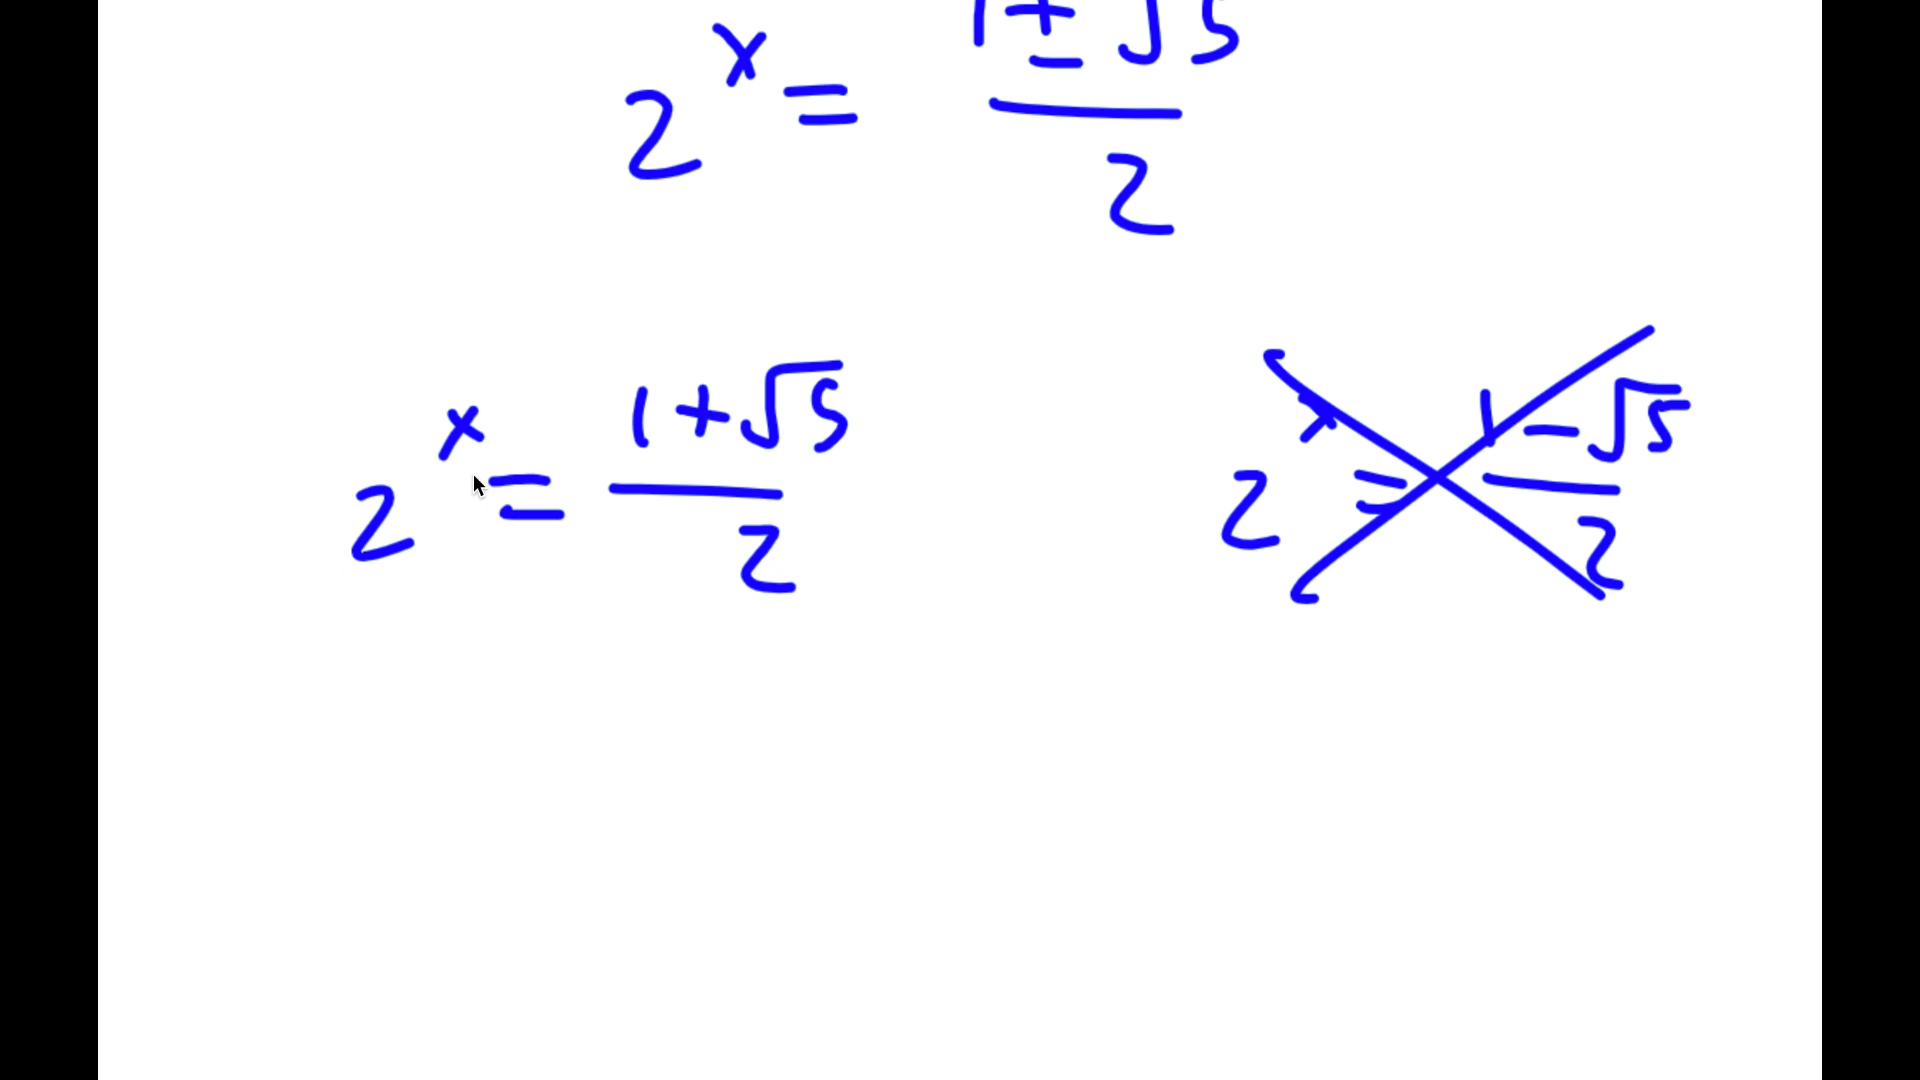 2^x = (1 ± √5)/2
2^x = (1 + √5)/2
2^x = (1 - √5)/2